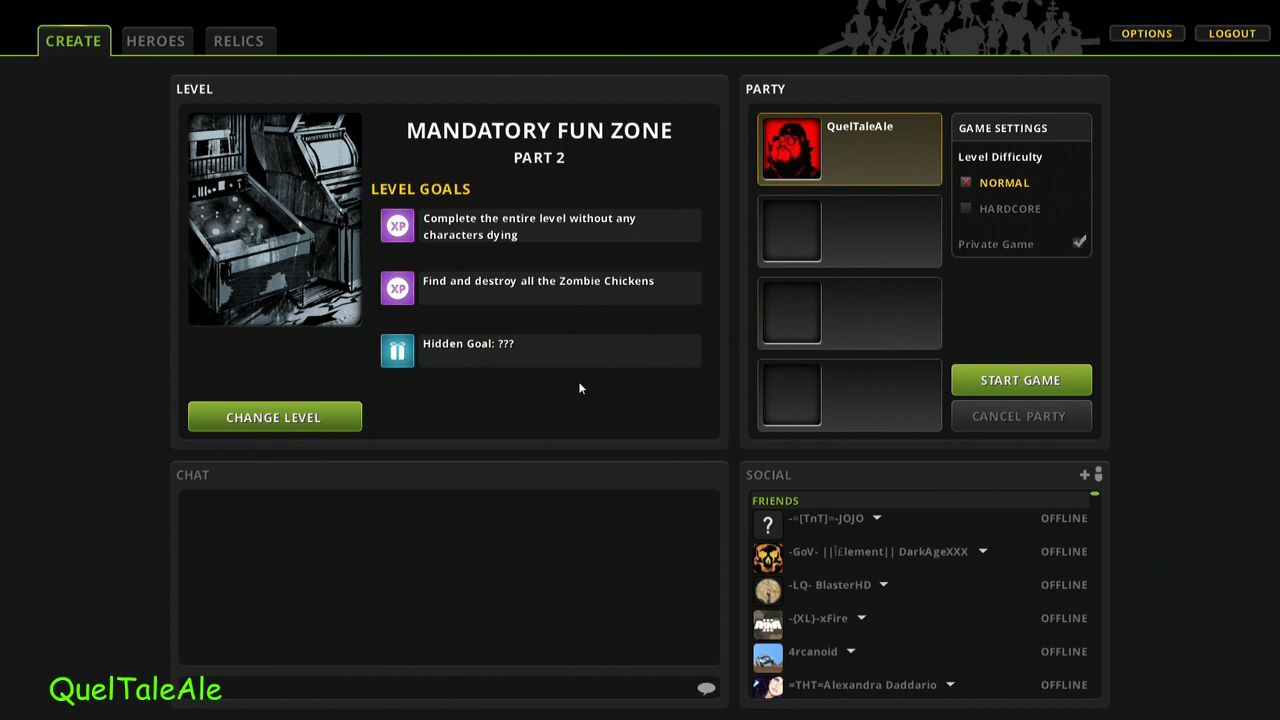 CREATE
HEROES
RELICS
OPTIONS
LOGOUT
LEVEL
MANDATORY FUN ZONE
PART 2
LEVEL GOALS
XP
Complete the entire level without any
characters dying
XP
Find and destroy all the Zombie Chickens
Hidden Goal: ???
CHANGE LEVEL
PARTY
QuelTaleAle
GAME SETTINGS
Level Difficulty
NORMAL
HARDCORE
Private Game
START GAME
CANCEL PARTY
CHAT
SOCIAL
FRIENDS
?
-=[TnT]=-JOJO OFFLINE
-GoV- ||Ï£lement|| DarkAgeXXX OFFLINE
-LQ- BlasterHD OFFLINE
-{XL}-xFire OFFLINE
4rcanoid OFFLINE
=THT=Alexandra Daddario OFFLINE
QuelTaleAle